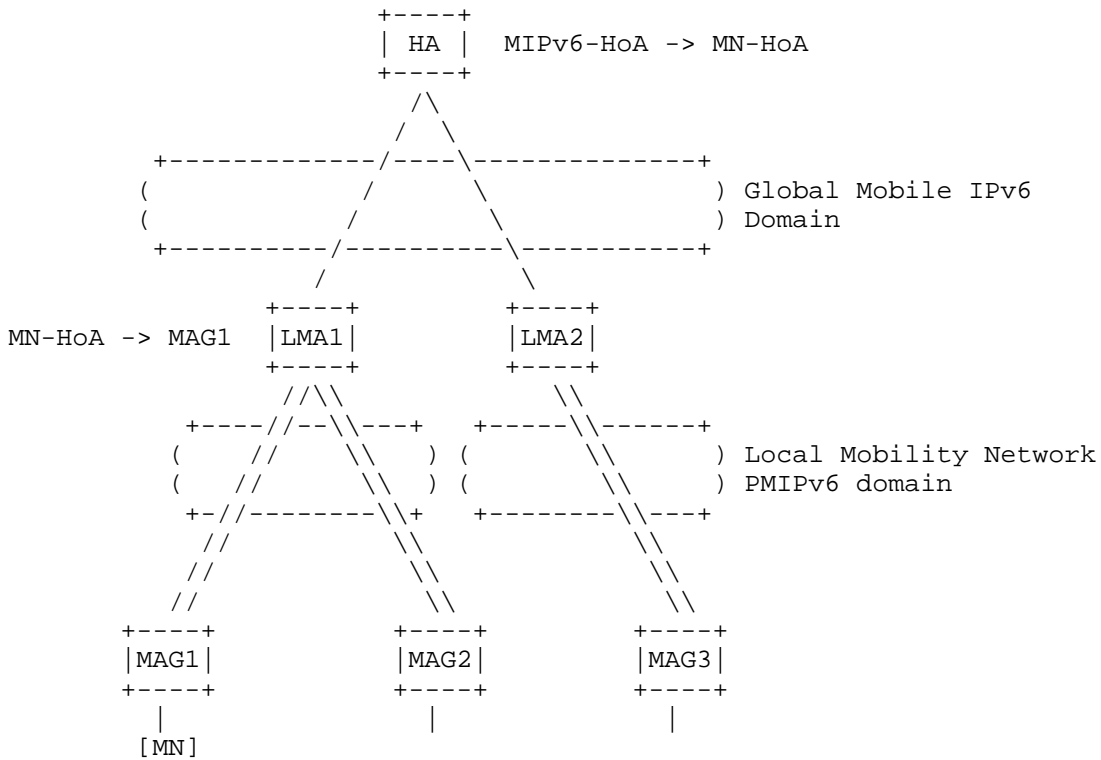 HA MIPv6-HoA -> MN-HoA
Global Mobile IPv6
Domain
MN-HoA -> MAG1 LMA1 LMA2
Local Mobility Network
PMIPv6 domain
MAG1 MAG2 MAG3
[MN]